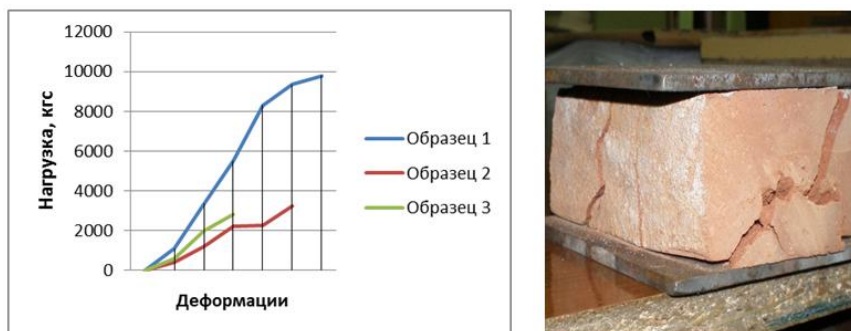 12000
10000
8000
6000
4000
2000
0
Нагрузка, кгс
Деформации
Образец 1
Образец 2
Образец 3